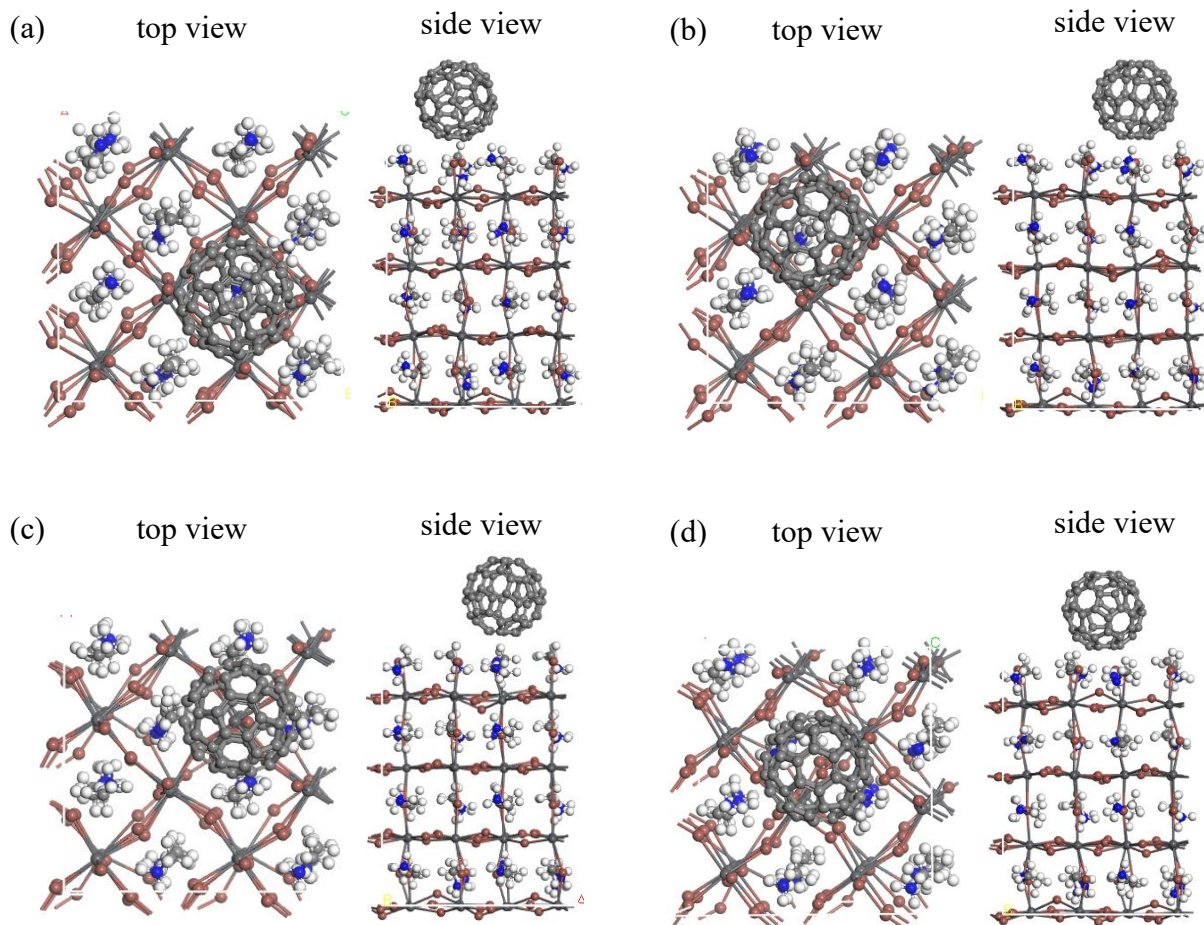 (a) top view side view
(b) top view side view
A C
B
B
B
(c) top view side view
(d) top view side view
C
B A
B